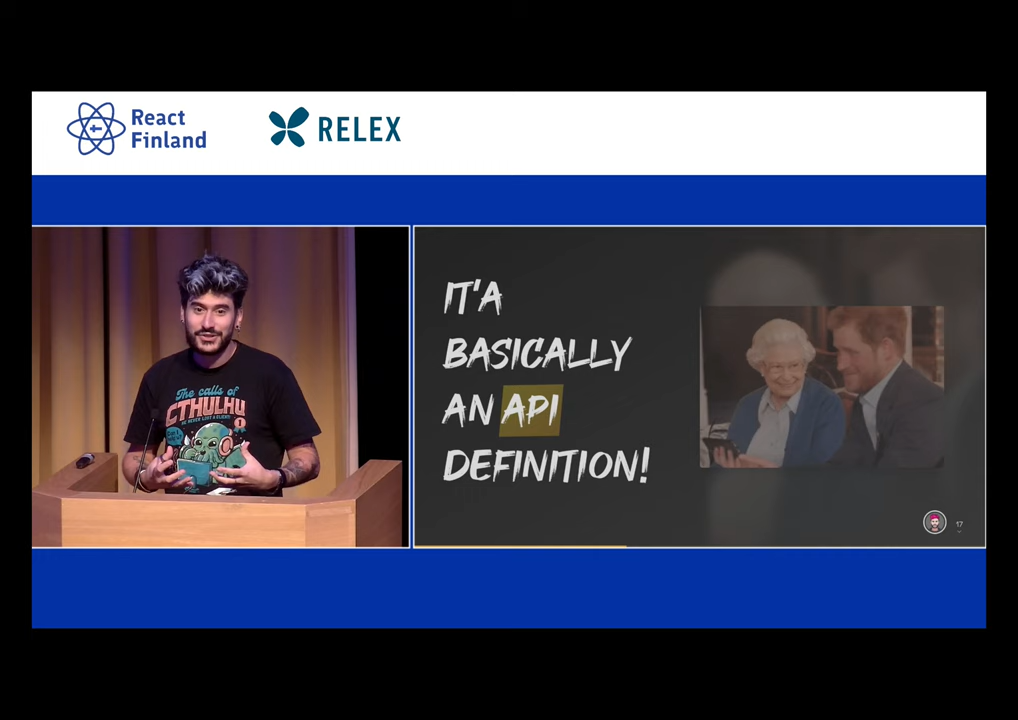 React
Finland
RELEX
IT'A
BASICALLY
AN API
DEFINITION!
The calls of
CTHULHU
17